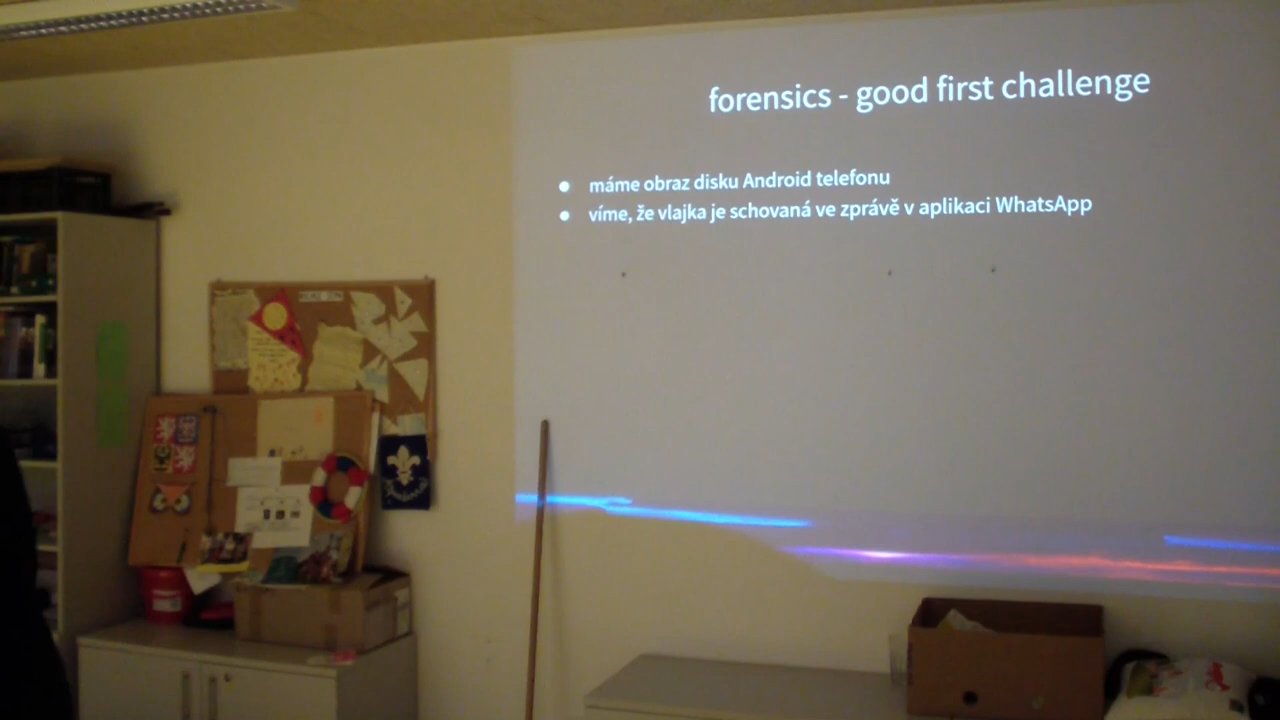 forensics - good first challenge
● máme obraz disku Android telefonu
● víme, že vlajka je schovaná ve zprávě v aplikaci WhatsApp